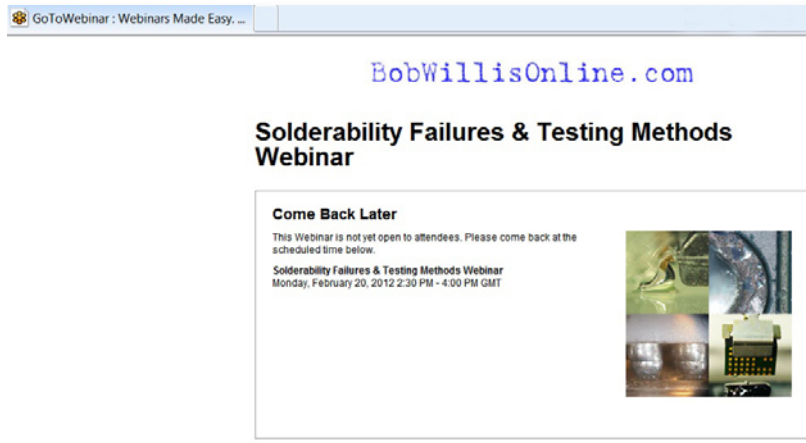 GoToWebinar : Webinars Made Easy. ...
BobWillisOnline.com
Solderability Failures & Testing Methods
Webinar
Come Back Later
This Webinar is not yet open to attendees. Please come back at the
scheduled time below.
Solderability Failures & Testing Methods Webinar
Monday, February 20, 2012 2:30 PM - 4:00 PM GMT